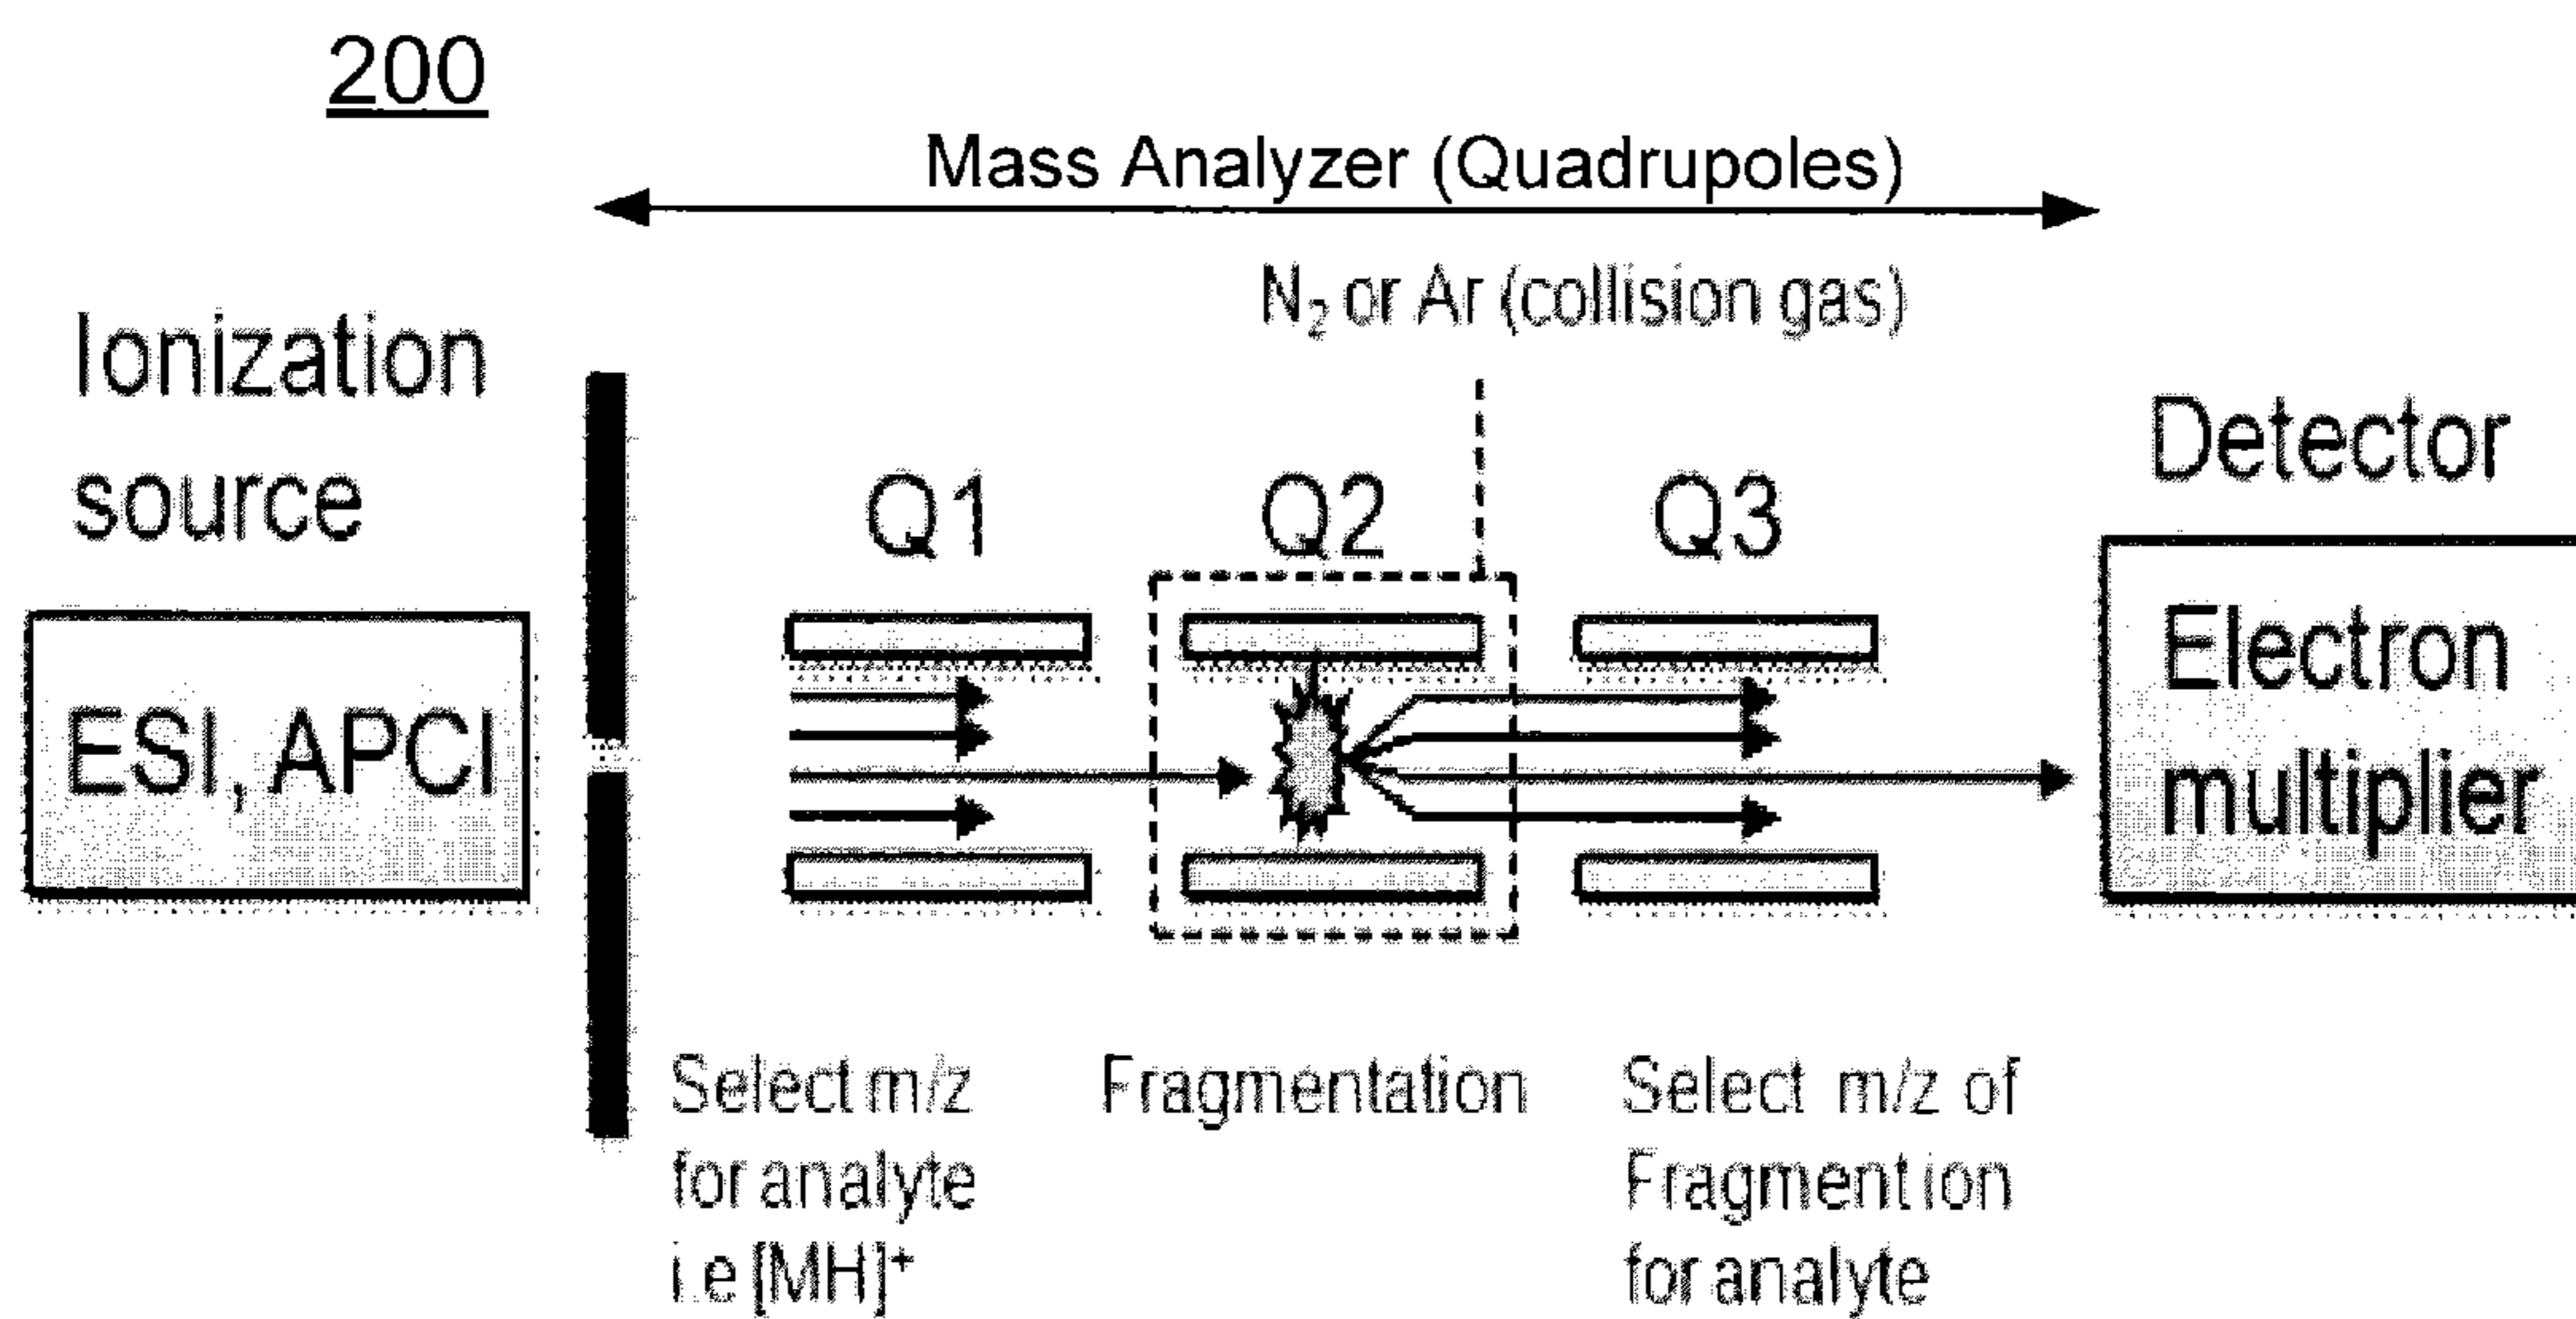 200
Mass Analyzer (Quadrupoles)
N₂ or Ar (collision gas)
Ionization
source
Detector
Q1
Q2
Q3
ESI, APCI
Electron
multiplier
Select m/z
for analyte
i.e [MH]⁺
Fragmentation
Select m/z of
Fragment ion
for analyte